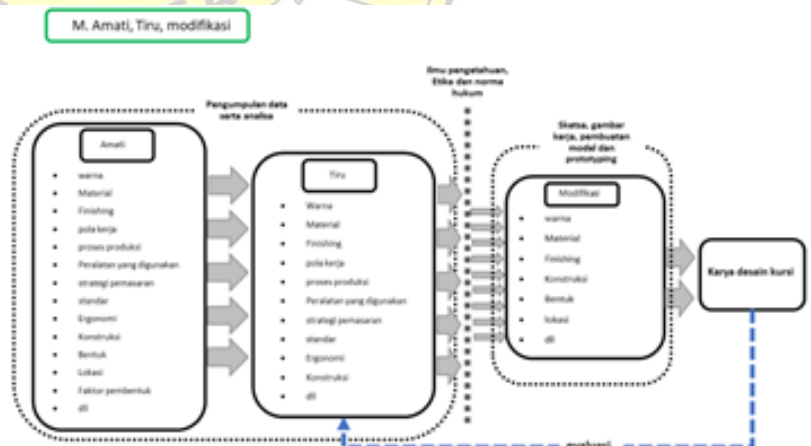 M. Amati, Tiru, modifikasi
Ilmu pengetahuan,
Etika dan norma
hukum
Pengumpulan data
serta analisa
Sketsa, gambar
kerja, pembuatan
model dan
prototyping
Amati
warna
Material
Finishing
pola kerja
proses produksi
Peralatan yang digunakan
strategi pemasaran
standar
Ergonomi
Konstruksi
Bentuk
Lokasi
Faktor pembentuk
dll
Tiru
Warna
Material
Finishing
pola kerja
proses produksi
Peralatan yang digunakan
strategi pemasaran
standar
Ergonomi
Konstruksi
dll
Modifikasi
warna
Material
Finishing
Konstruksi
Bentuk
lokasi
dll
Karya desain kursi
evaluasi